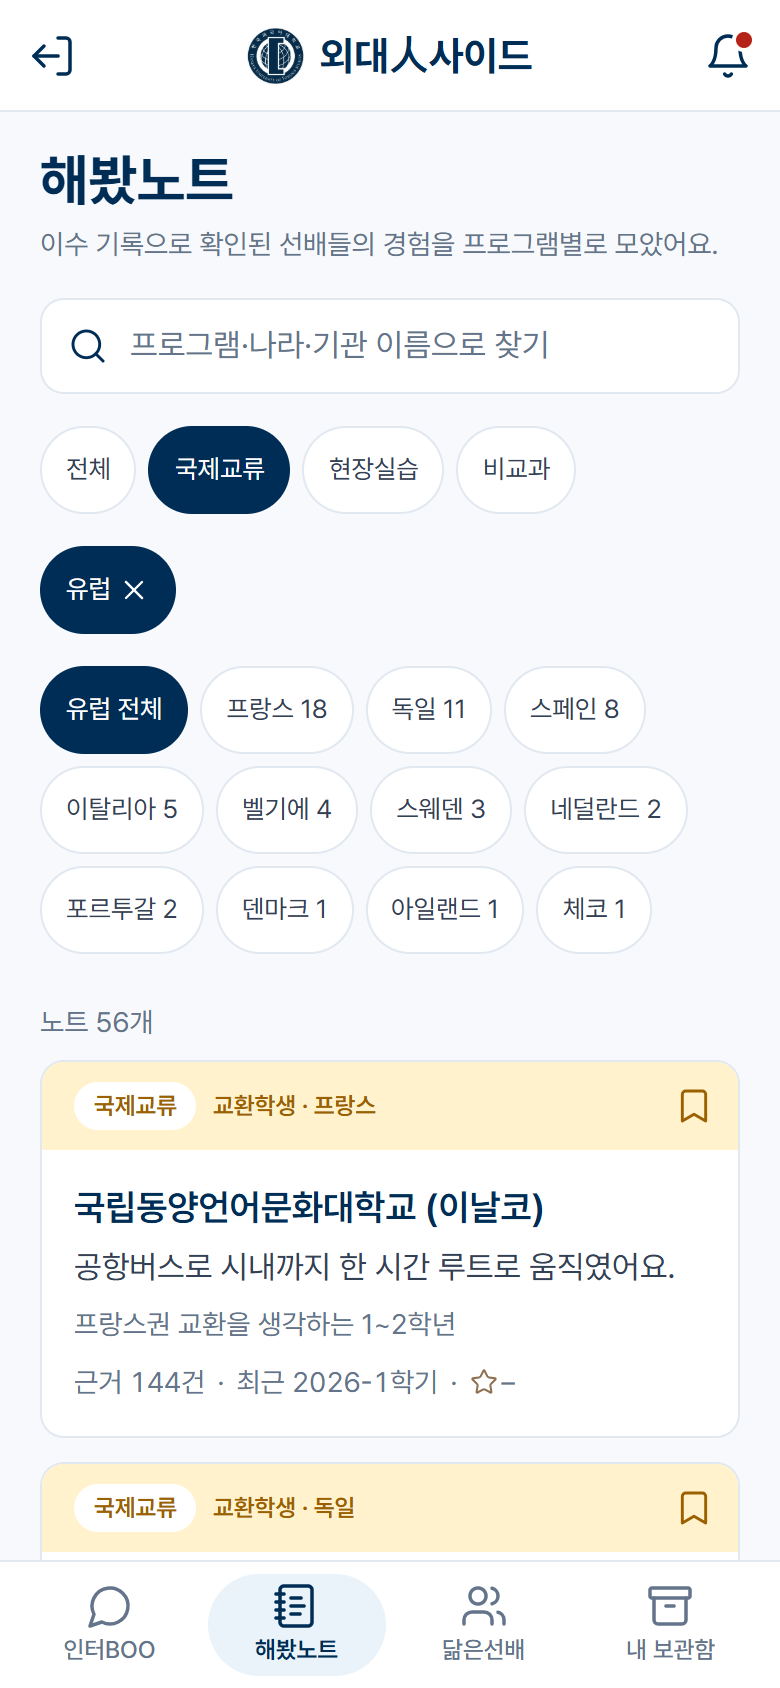 외대人사이드
해봤노트
이수 기록으로 확인된 선배들의 경험을 프로그램별로 모았어요.
프로그램·나라·기관 이름으로 찾기
전체 국제교류 현장실습 비교과
유럽
유럽 전체 프랑스 18 독일 11 스페인 8
이탈리아 5 벨기에 4 스웨덴 3 네덜란드 2
포르투갈 2 덴마크 1 아일랜드 1 체코 1
노트 56개
국제교류 교환학생 · 프랑스
국립동양언어문화대학교 (이날코)
공항버스로 시내까지 한 시간 루트로 움직였어요.
프랑스권 교환을 생각하는 1~2학년
근거 144건 · 최근 2026-1학기 · ☆–
국제교류 교환학생 · 독일
인터BOO 해봤노트 닮은선배 내 보관함